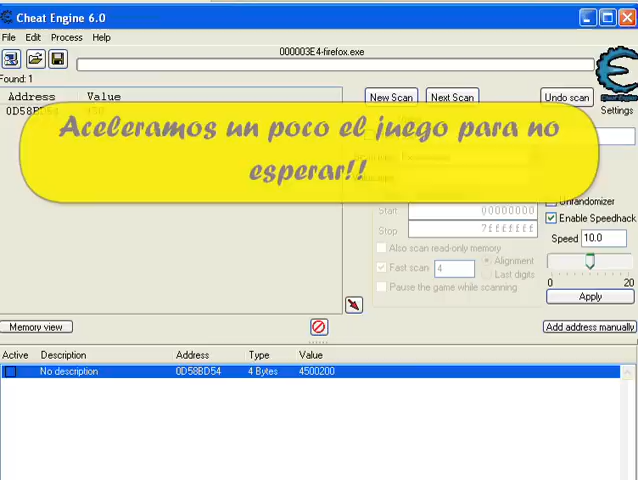 Cheat Engine 6.0
File Edit Process Help
000003E4-firefox.exe
Found: 1
Address Value
New Scan Next Scan Undo scan
Settings
Aceleramos un poco el juego para no
esperar!!
Unrandomizer
Start 00000000
Enable Speedhack
Stop 7fffffff
Speed 10.0
Also scan read-only memory
Fast scan 4 Alignment
Last digits
Pause the game while scanning
0 20
Apply
Memory view Add address manually
Active Description Address Type Value
No description 0D58BD54 4 Bytes 4500200